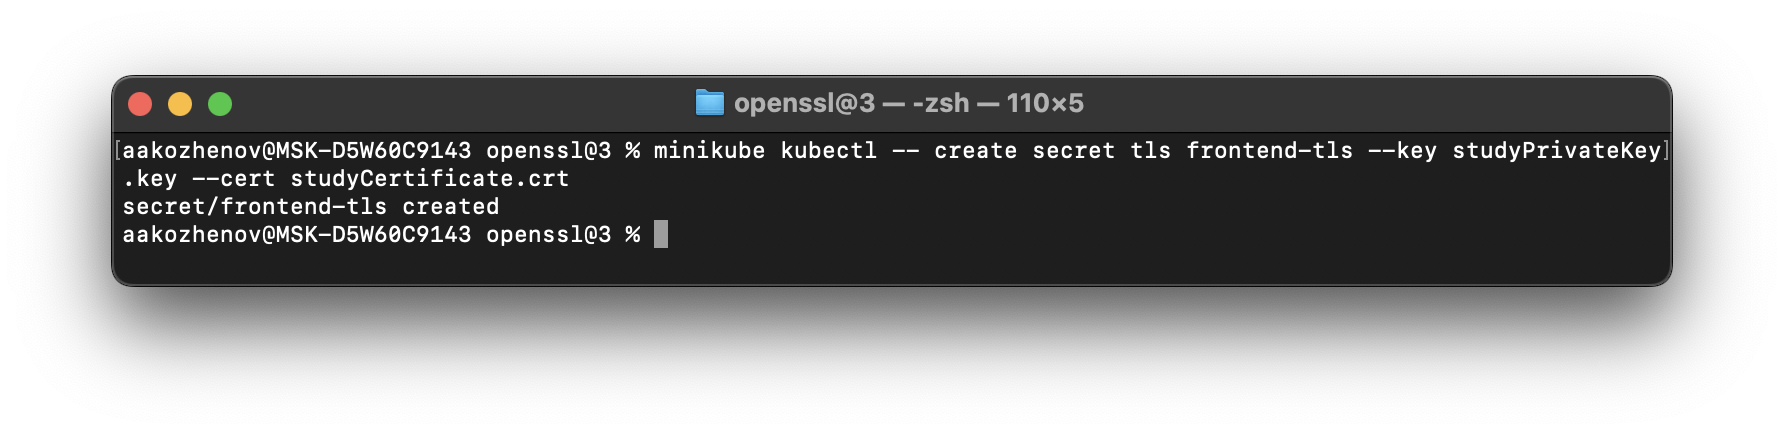 openssl@3 — -zsh — 110×5
[aakozhenov@MSK-D5W60C9143 openssl@3 % minikube kubectl -- create secret tls frontend-tls --key studyPrivateKey]
.key --cert studyCertificate.crt
secret/frontend-tls created
aakozhenov@MSK-D5W60C9143 openssl@3 %